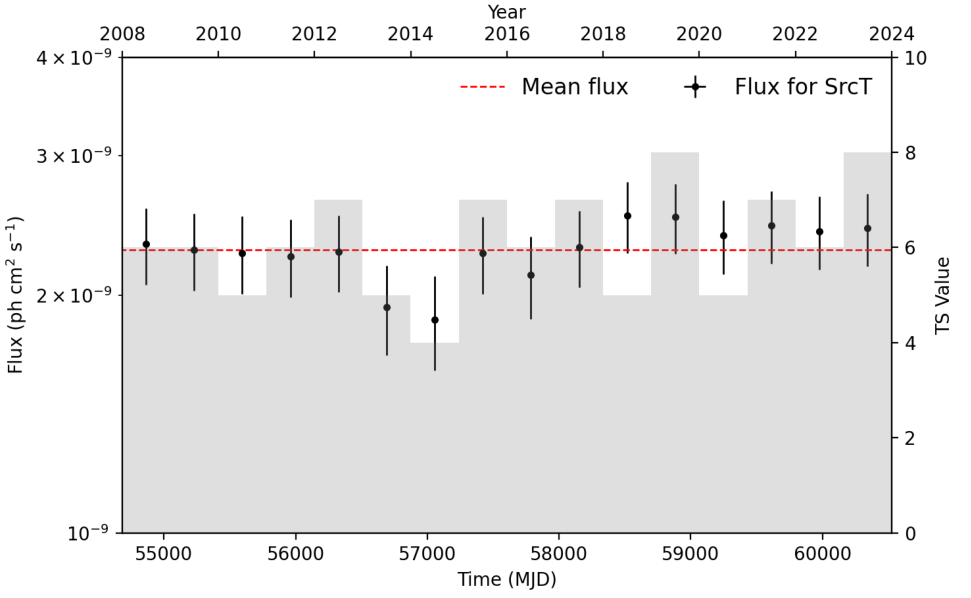 Year
2008 2010 2012 2014 2016 2018 2020 2022 2024
4 × 10⁻⁹ 10
Mean flux Flux for SrcT
8
3 × 10⁻⁹
6
2 × 10⁻⁹
4
2
10⁻⁹ 0
Flux (ph cm² s⁻¹)
TS Value
55000 56000 57000 58000 59000 60000
Time (MJD)